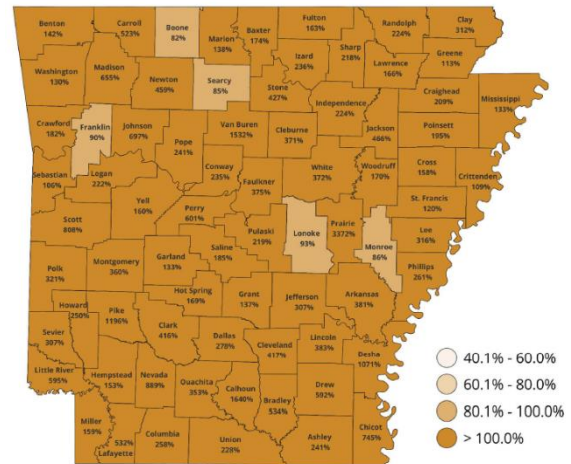 Benton
142%
Carroll
523%
Boone
82%
Marion
138%
Baxter
174%
Fulton
163%
Randolph
224%
Clay
312%
Washington
130%
Madison
655%
Newton
459%
Searcy
85%
Stone
427%
Izard
236%
Sharp
218%
Lawrence
166%
Greene
113%
Independence
224%
Craighead
209%
Mississippi
133%
Crawford
182%
Franklin
90%
Johnson
697%
Pope
241%
Van Buren
1532%
Cleburne
371%
Jackson
466%
Poinsett
195%
Sebastian
106%
Logan
222%
Conway
235%
Faulkner
375%
White
372%
Woodruff
170%
Cross
158%
Crittenden
109%
St. Francis
120%
Scott
808%
Yell
160%
Perry
601%
Pulaski
219%
Lonoke
93%
Prairie
3372%
Monroe
86%
Lee
316%
Phillips
261%
Polk
321%
Montgomery
360%
Garland
133%
Saline
185%
Hot Spring
169%
Grant
137%
Jefferson
307%
Arkansas
381%
Howard
250%
Pike
1196%
Sevier
307%
Clark
416%
Dallas
278%
Cleveland
417%
Lincoln
383%
Desha
1071%
Little River
595%
Hempstead
153%
Nevada
889%
Ouachita
353%
Calhoun
1640%
Bradley
534%
Drew
592%
Miller
159%
532%
Lafayette
Columbia
258%
Union
228%
Ashley
241%
Chicot
745%
40.1% - 60.0%
60.1% - 80.0%
80.1% - 100.0%
> 100.0%